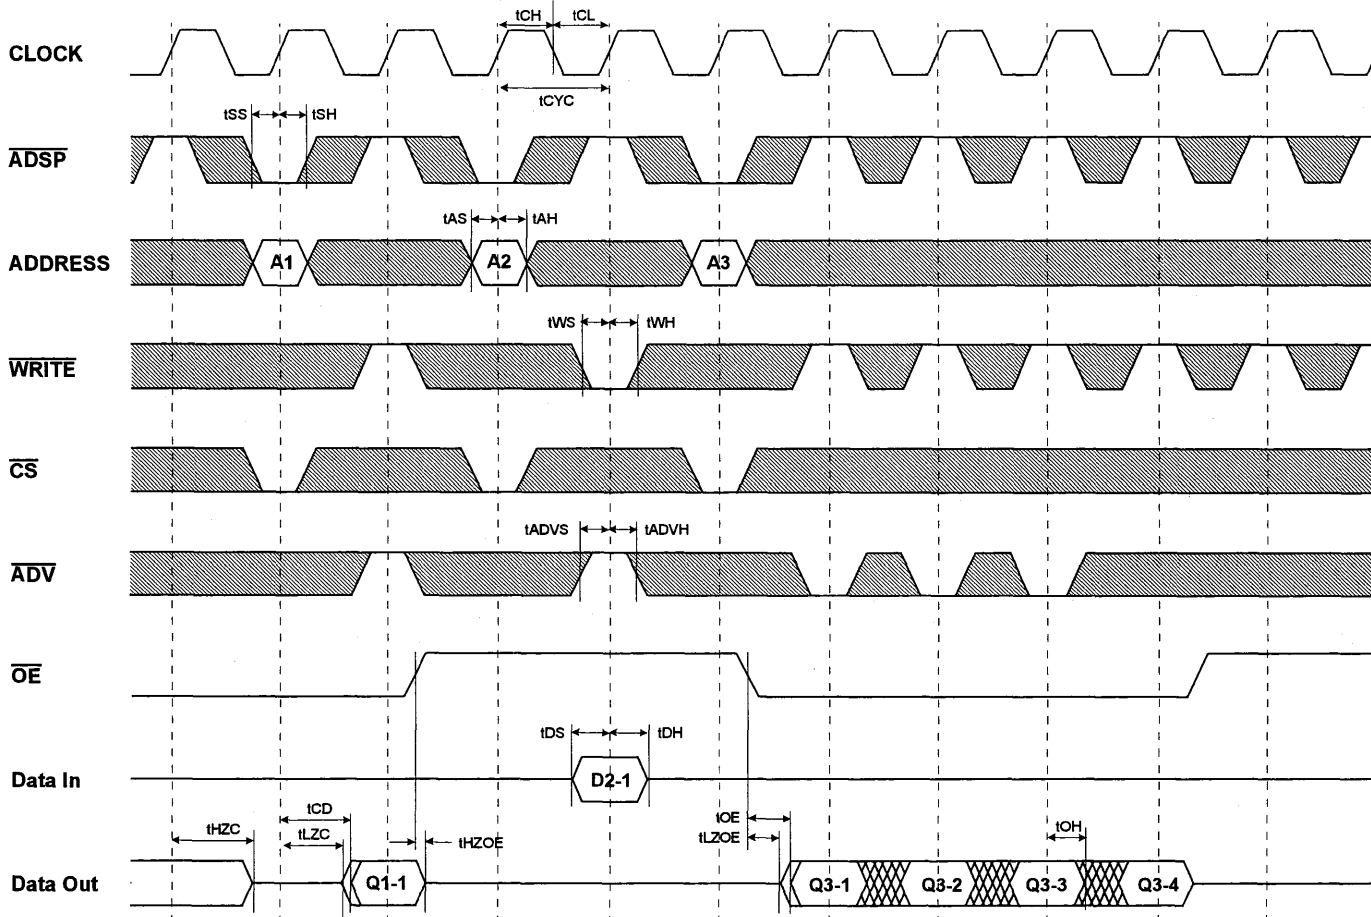 tCH tCL
CLOCK
tCYC
tSS tSH
ADSP
tAS tAH
ADDRESS A1 A2 A3
tWS tWH
WRITE
CS
tADVS tADVH
ADV
OE
tDS tDH
Data In D2-1
tCD
tOE
tOH
tHZC tLZC tHZOE tLZOE
Data Out Q1-1 Q3-1 Q3-2 Q3-3 Q3-4